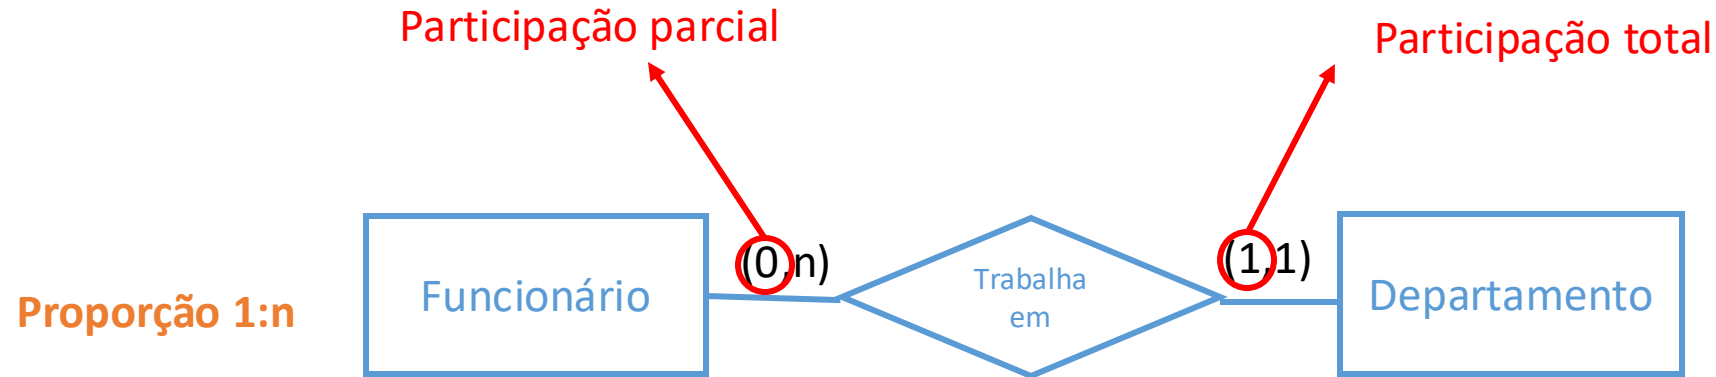 Participação parcial
Participação total
(0,n)
(1,1)
Proporção 1:n
Funcionário
Trabalha
em
Departamento